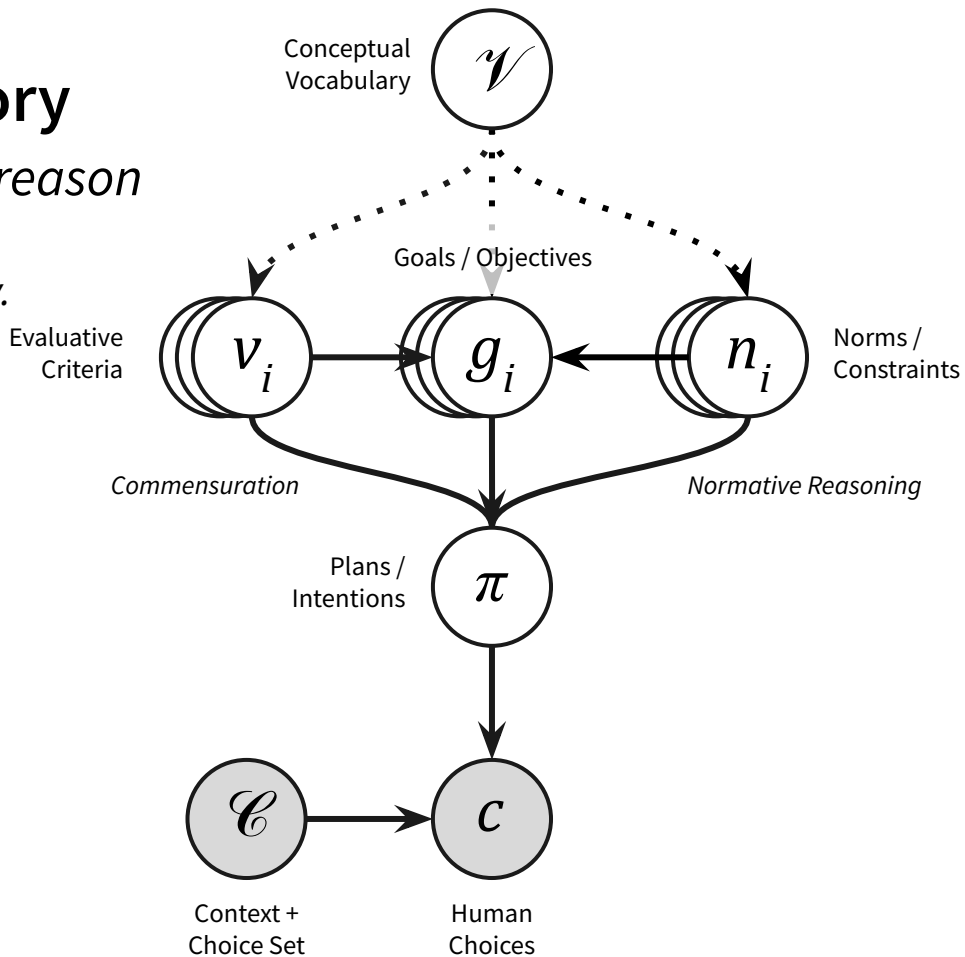 Conceptual
Vocabulary
𝒱
ory
reason
Goals / Objectives
Evaluative
Criteria
v_i
g_i
n_i
Norms /
Constraints
Commensuration
Normative Reasoning
Plans /
Intentions
π
𝒞
c
Context +
Choice Set
Human
Choices